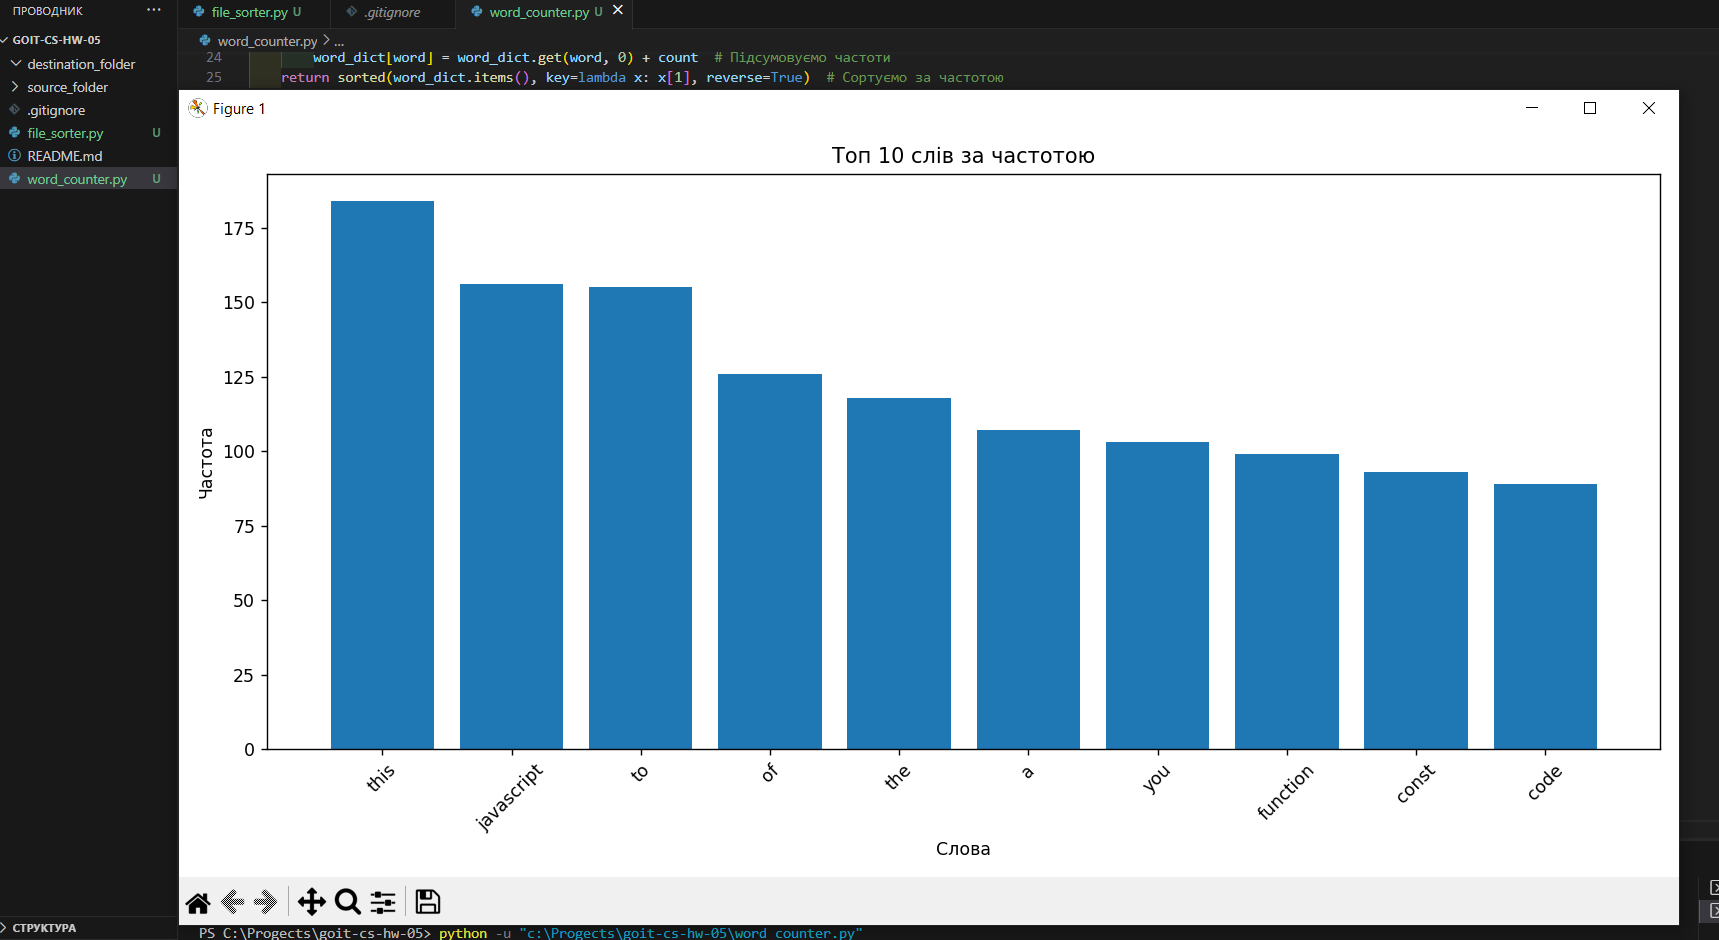 ПРОВОДНИК ...
GOIT-CS-HW-05
destination_folder
source_folder
.gitignore
file_sorter.py U
README.md
word_counter.py U
СТРУКТУРА
file_sorter.py U
.gitignore
word_counter.py U
word_counter.py > ...
24 word_dict[word] = word_dict.get(word, 0) + count # Підсумовуємо частоти
25 return sorted(word_dict.items(), key=lambda x: x[1], reverse=True) # Сортуємо за частотою
Figure 1
Топ 10 слів за частотою
Частота
175
150
125
100
75
50
25
0
this
javascript
to
of
the
a
you
function
const
code
Слова
PS C:\Progects\goit-cs-hw-05> python -u "c:\Progects\goit-cs-hw-05\word_counter.py"